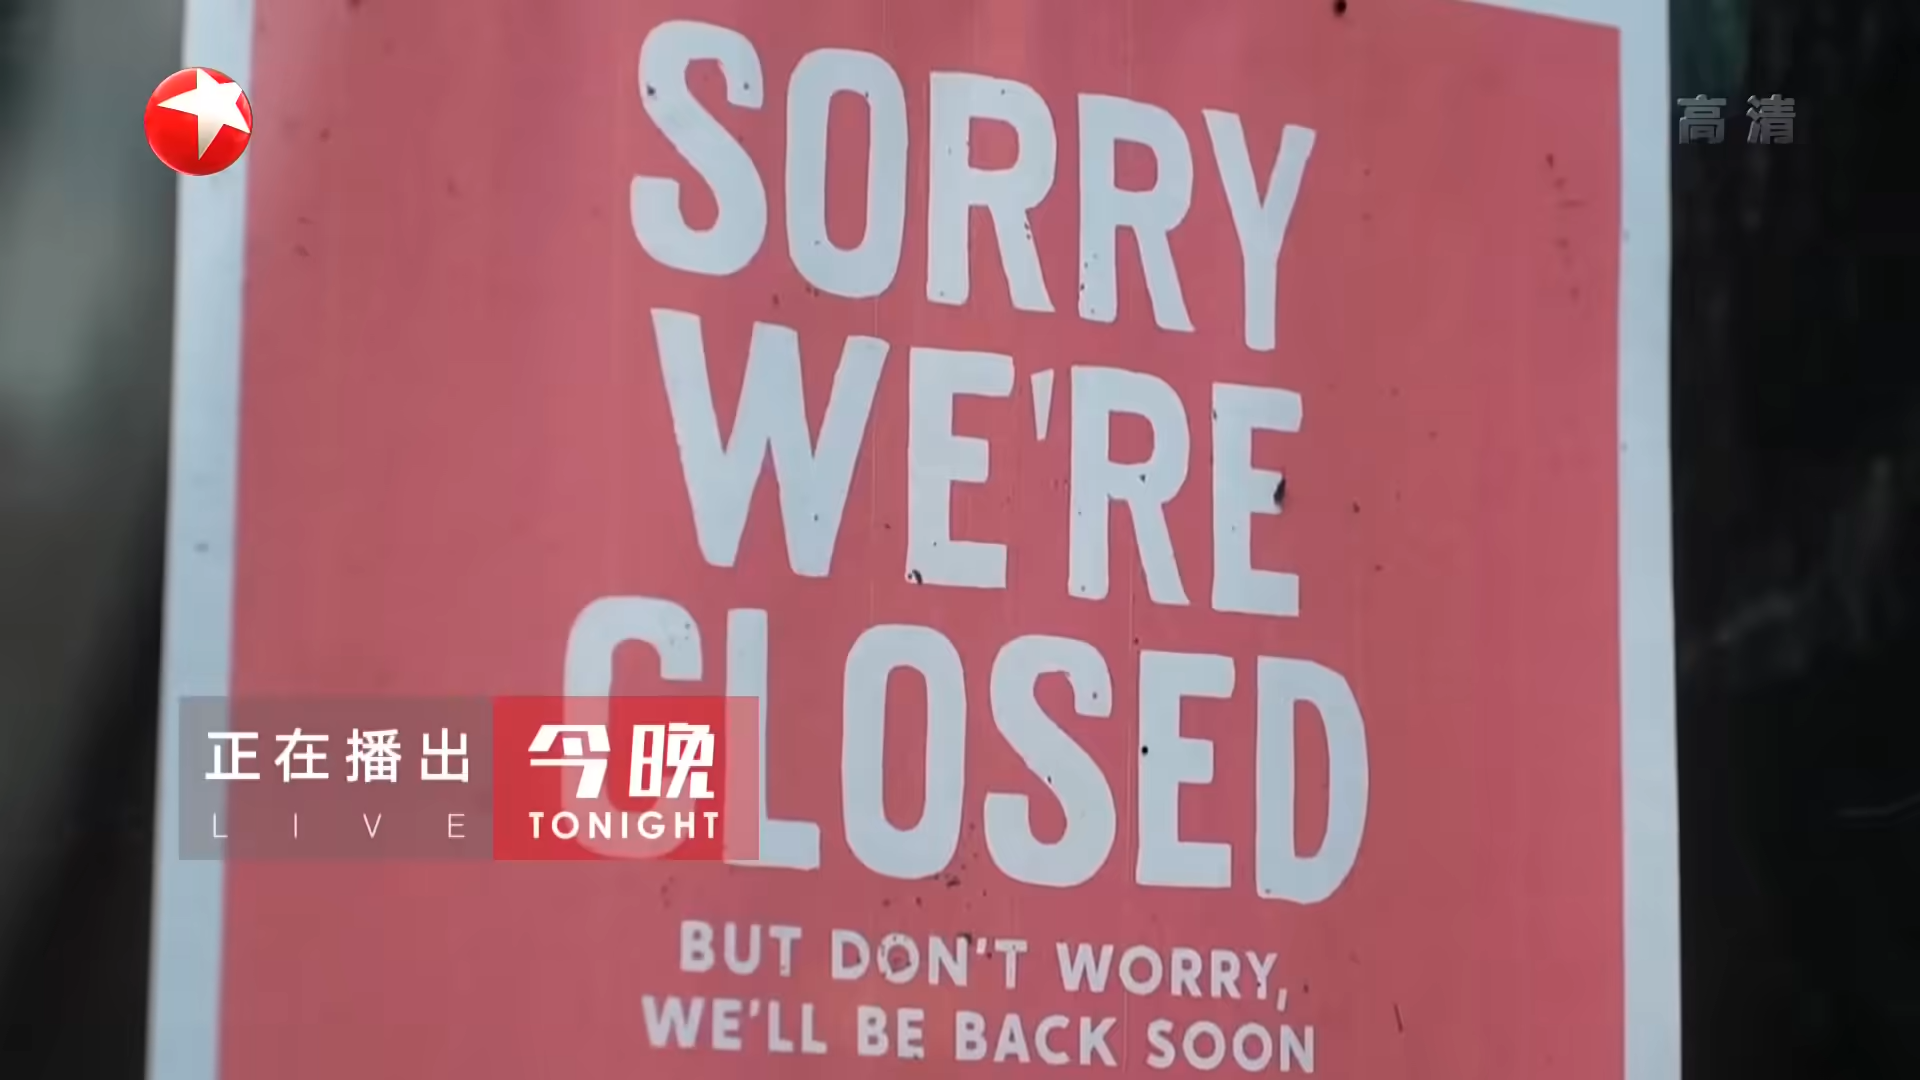 高清
SORRY
WE'RE
CLOSED
正在播出
LIVE
今晚
TONIGHT
BUT DON'T WORRY,
WE'LL BE BACK SOON